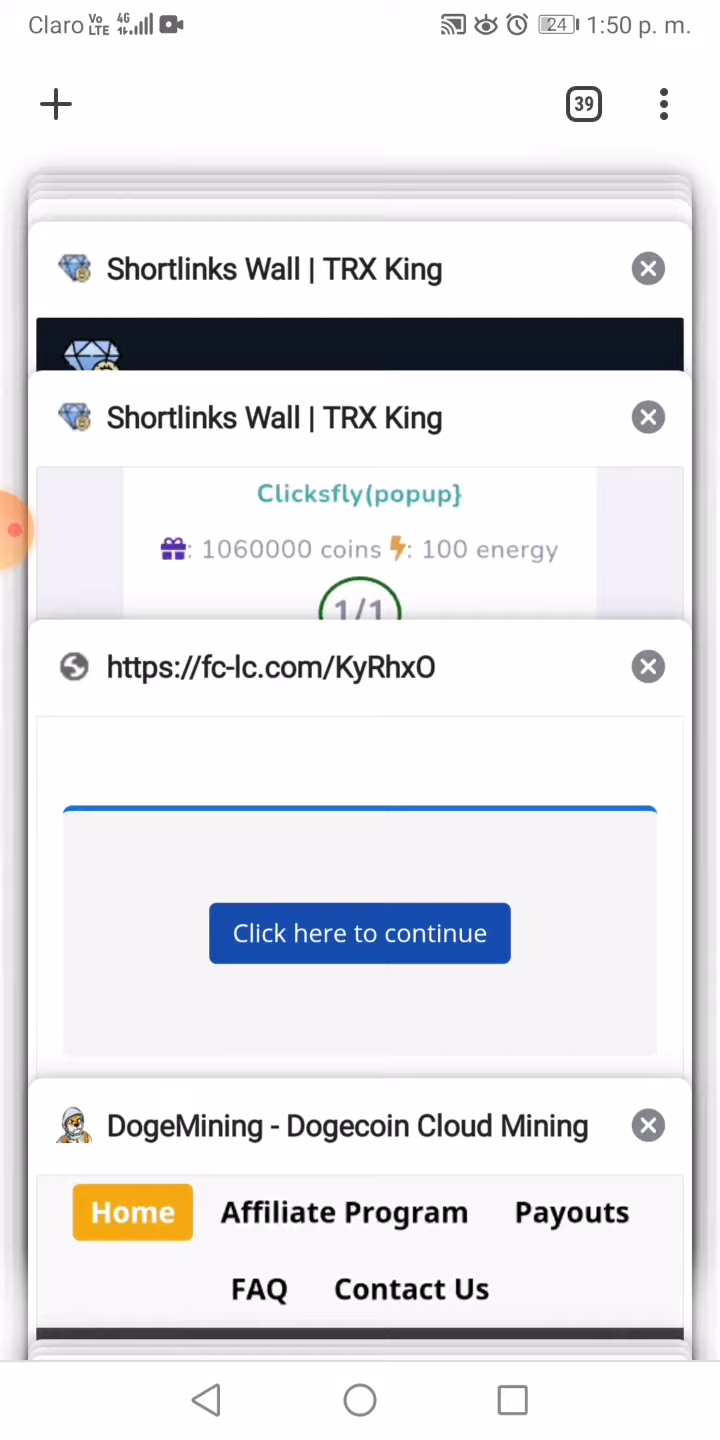 Claro Vo LTE 4G 24 1:50 p. m.
39
Shortlinks Wall | TRX King
Shortlinks Wall | TRX King
Clicksfly(popup}
: 1060000 coins : 100 energy
1/1
https://fc-lc.com/KyRhxO
Click here to continue
DogeMining - Dogecoin Cloud Mining
Home Affiliate Program Payouts
FAQ Contact Us